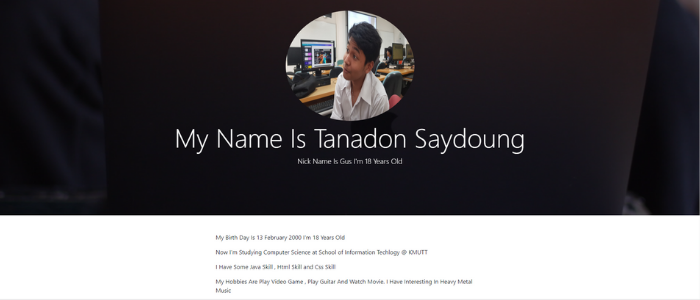 My Name Is Tanadon Saydoung
Nick Name Is Gus I'm 18 Years Old
My Birth Day Is 13 February 2000 I'm 18 Years Old
Now I'm Studying Computer Science at School of Information Techlogy @ KMUTT
I Have Some Java Skill , Html Skill and Css Skill
My Hobbies Are Play Video Game , Play Guitar And Watch Movie. I Have Interesting In Heavy Metal
Music